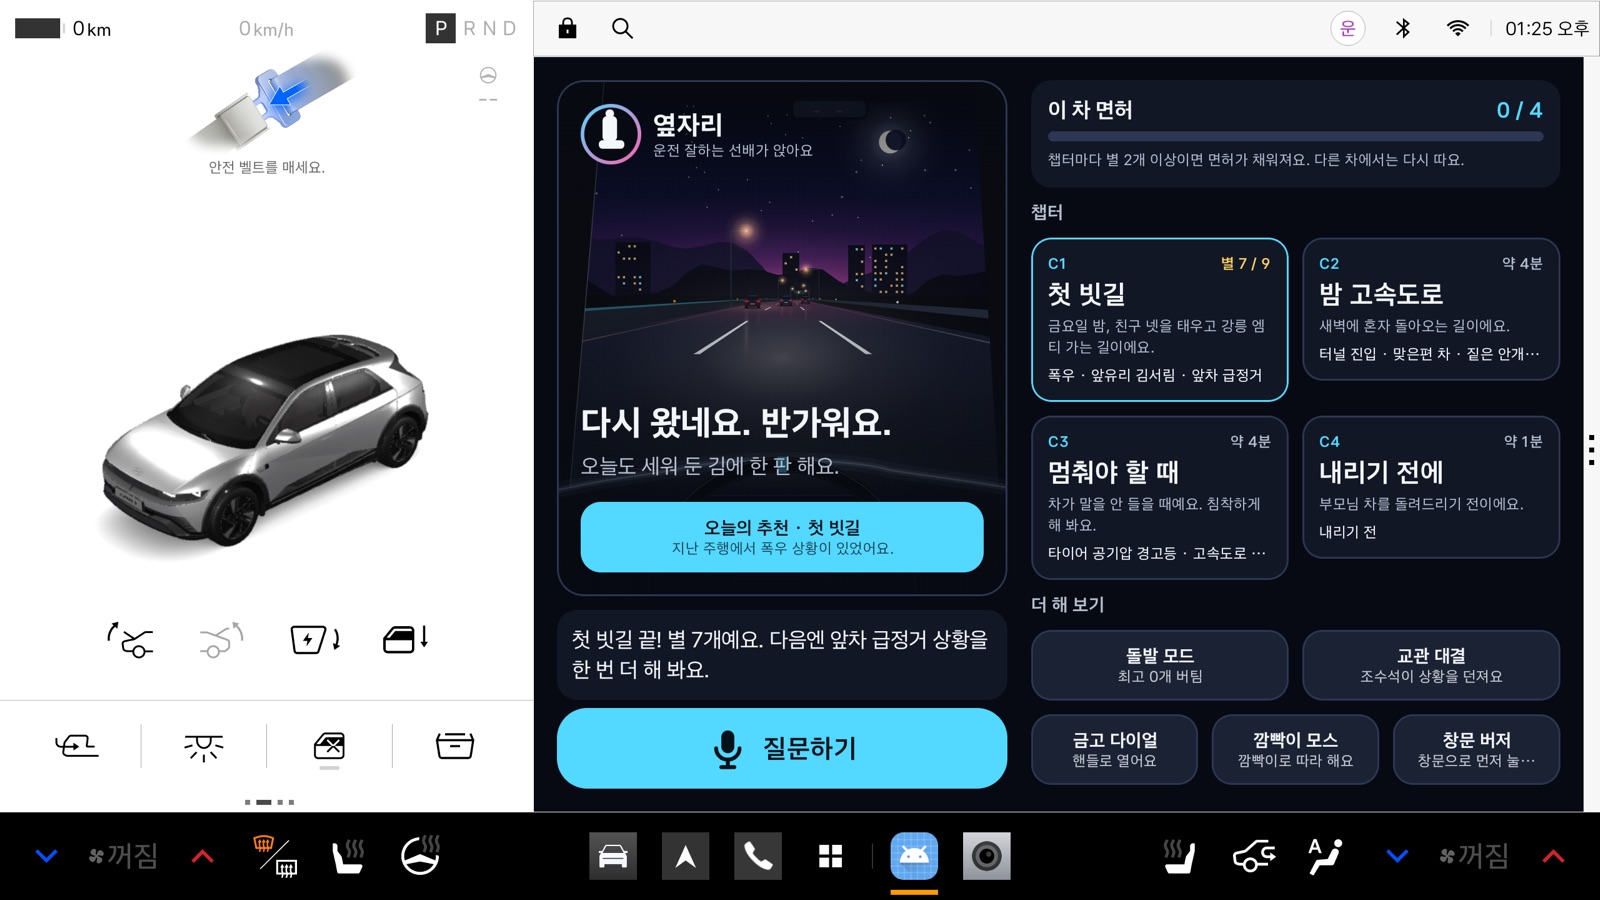 0 km
0 km/h
P R N D
--
안전 벨트를 매세요.
운
01:25 오후
옆자리
운전 잘하는 선배가 앉아요
다시 왔네요. 반가워요.
오늘도 세워 둔 김에 한 판 해요.
오늘의 추천 · 첫 빗길
지난 주행에서 폭우 상황이 있었어요.
첫 빗길 끝! 별 7개예요. 다음엔 앞차 급정거 상황을
한 번 더 해 봐요.
질문하기
이 차 면허
0 / 4
챕터마다 별 2개 이상이면 면허가 채워져요. 다른 차에서는 다시 따요.
챕터
C1
별 7 / 9
첫 빗길
금요일 밤, 친구 넷을 태우고 강릉 엠
티 가는 길이에요.
폭우 · 앞유리 김서림 · 앞차 급정거
C2
약 4분
밤 고속도로
새벽에 혼자 돌아오는 길이에요.
터널 진입 · 맞은편 차 · 짙은 안개…
C3
약 4분
멈춰야 할 때
차가 말을 안 들을 때예요. 침착하게
해 봐요.
타이어 공기압 경고등 · 고속도로 …
C4
약 1분
내리기 전에
부모님 차를 돌려드리기 전이에요.
내리기 전
더 해 보기
돌발 모드
최고 0개 버팀
교관 대결
조수석이 상황을 던져요
금고 다이얼
핸들로 열어요
깜빡이 모스
깜빡이로 따라 해요
창문 버저
창문으로 먼저 눌…
꺼짐
A
꺼짐